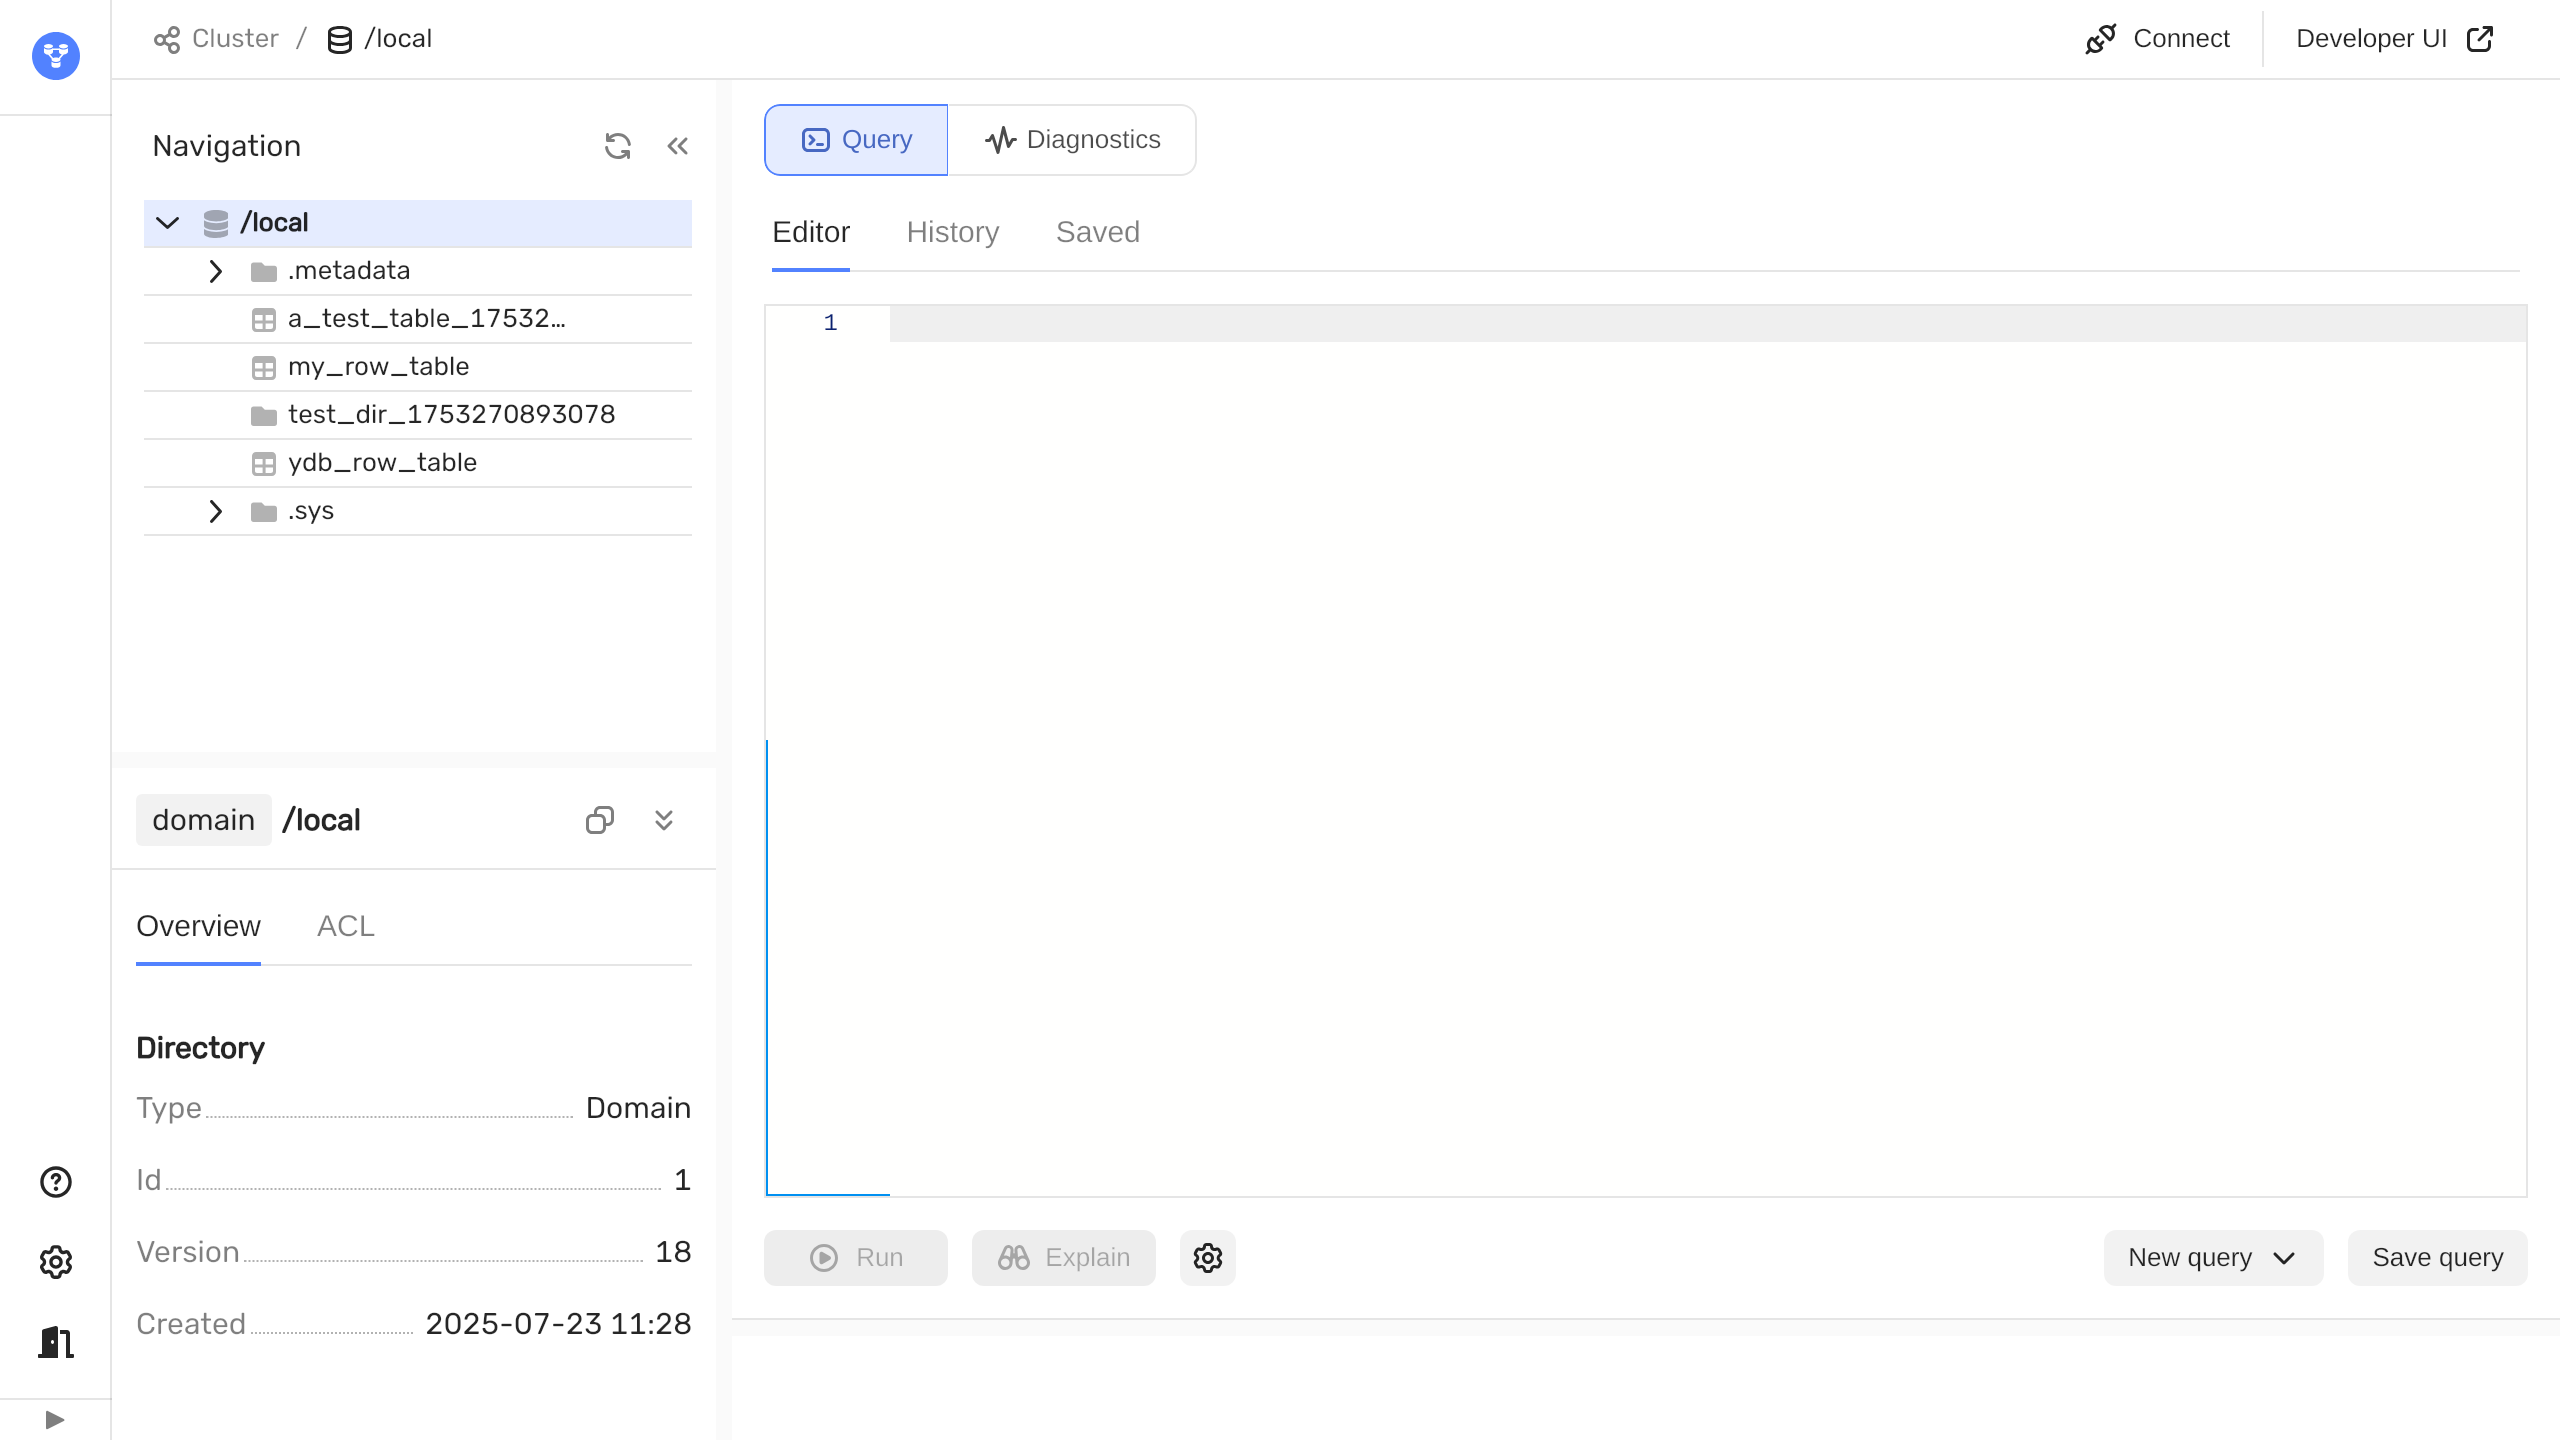 Cluster / /local
Connect
Developer UI
Navigation
/local
.metadata
a_test_table_17532...
my_row_table
test_dir_1753270893078
ydb_row_table
.sys
domain /local
Overview ACL
Directory
Type Domain
Id 1
Version 18
Created 2025-07-23 11:28
Query Diagnostics
Editor History Saved
1
Run Explain
New query Save query